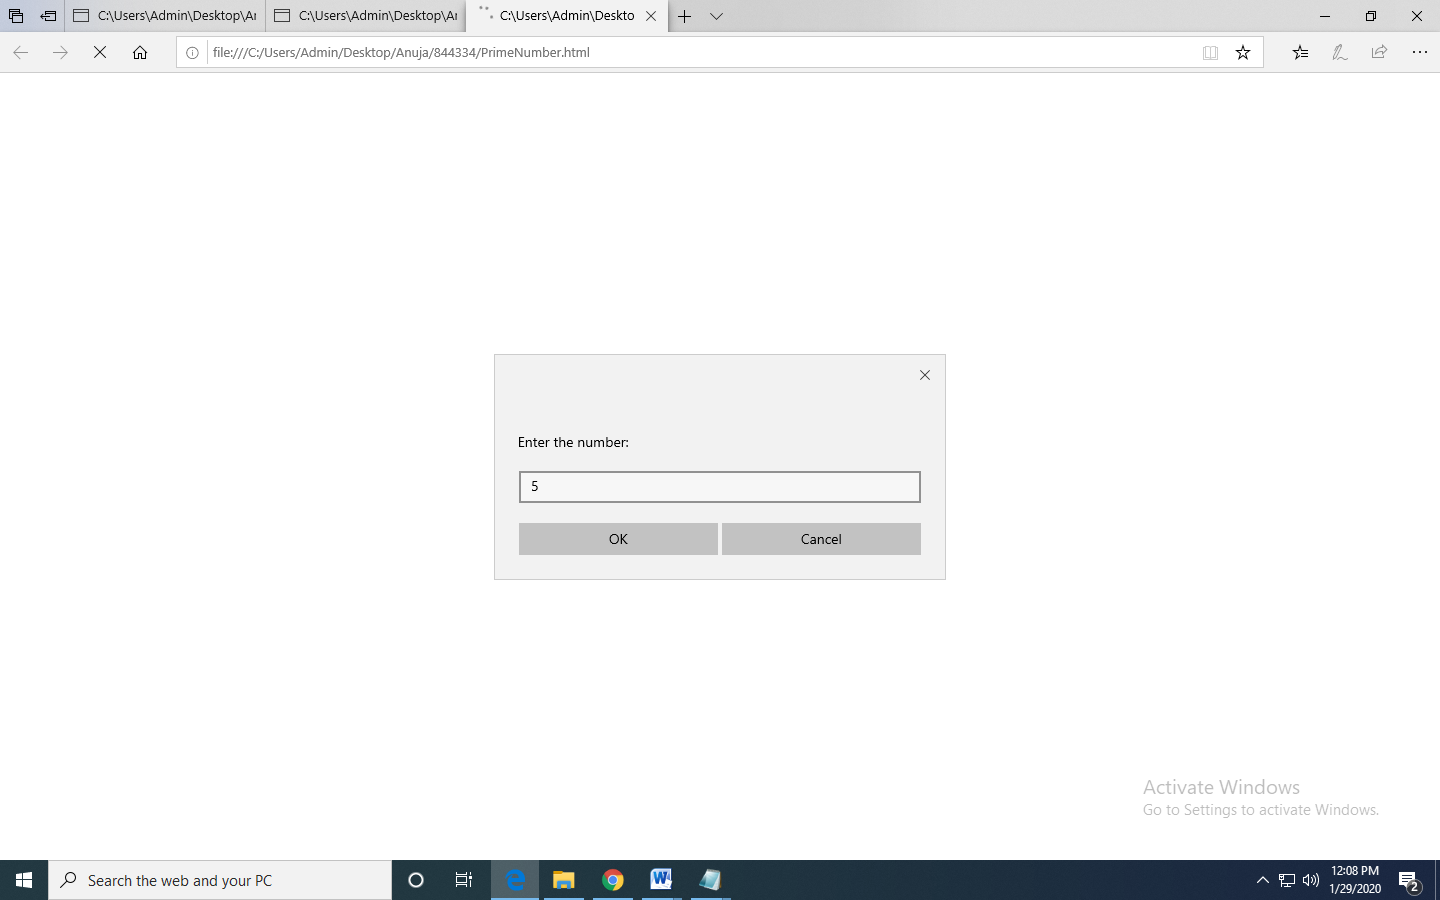 C:\Users\Admin\Desktop\Ar
C:\Users\Admin\Desktop\Ar
C:\Users\Admin\Deskto
file:///C:/Users/Admin/Desktop/Anuja/844334/PrimeNumber.html
Enter the number:
5
OK Cancel
Activate Windows
Go to Settings to activate Windows.
Search the web and your PC
12:08 PM
1/29/2020
2